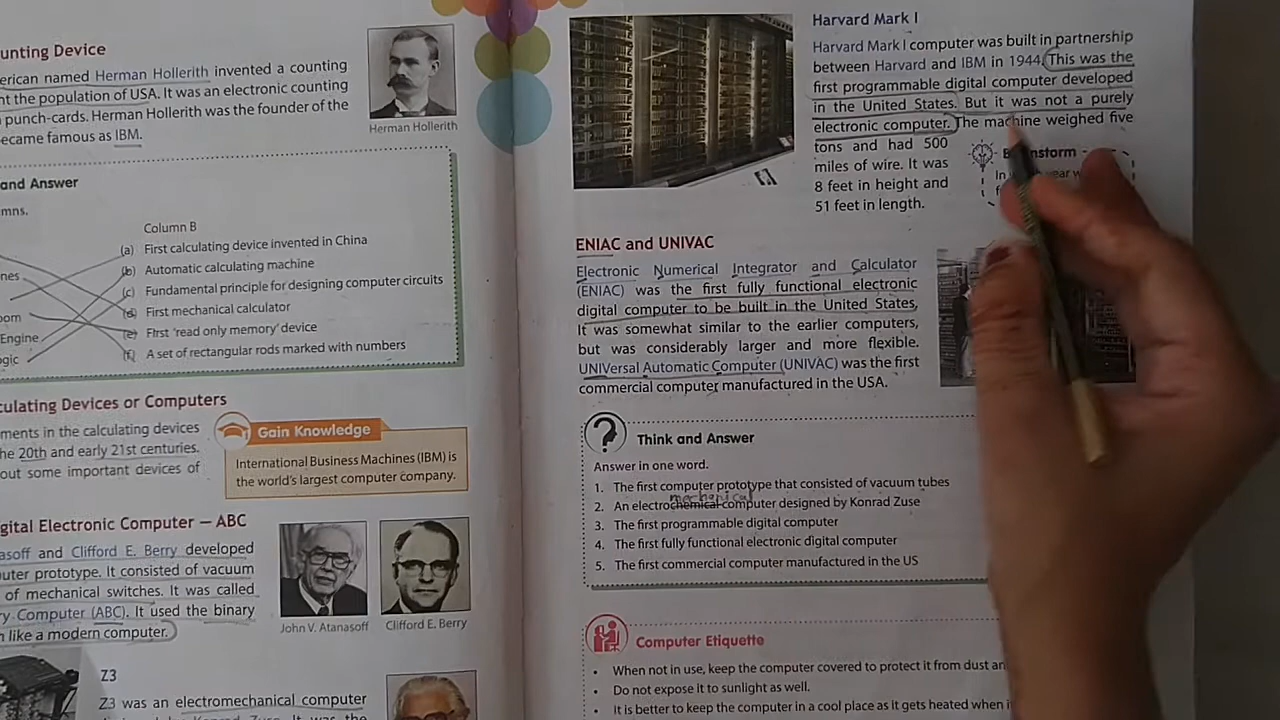 unting Device
erican named Herman Hollerith invented a counting
nt the population of USA. It was an electronic counting
punch-cards. Herman Hollerith was the founder of the
ecame famous as IBM.
Herman Hollerith
and Answer
mns.
Column B
(a) First calculating device invented in China
(b) Automatic calculating machine
(c) Fundamental principle for designing computer circuits
(d) First mechanical calculator
(e) First 'read only memory' device
(f) A set of rectangular rods marked with numbers
nes
oom
Engine
ogic
culating Devices or Computers
ments in the calculating devices
he 20th and early 21st centuries.
out some important devices of
Gain Knowledge
International Business Machines (IBM) is
the world's largest computer company.
gital Electronic Computer — ABC
asoff and Clifford E. Berry developed
uter prototype. It consisted of vacuum
of mechanical switches. It was called
ry Computer (ABC). It used the binary
n like a modern computer.
John V. Atanasoff
Clifford E. Berry
Z3
Z3 was an electromechanical computer
Harvard Mark I
Harvard Mark I computer was built in partnership
between Harvard and IBM in 1944. This was the
first programmable digital computer developed
in the United States. But it was not a purely
electronic computer. The machine weighed five
tons and had 500
miles of wire. It was
8 feet in height and
51 feet in length.
ENIAC and UNIVAC
Electronic Numerical Integrator and Calculator
(ENIAC) was the first fully functional electronic
digital computer to be built in the United States,
It was somewhat similar to the earlier computers,
but was considerably larger and more flexible.
UNIVersal Automatic Computer (UNIVAC) was the first
commercial computer manufactured in the USA.
Think and Answer
Answer in one word.
1. The first computer prototype that consisted of vacuum tubes
mechanical
2. An electrochemical computer designed by Konrad Zuse
3. The first programmable digital computer
4. The first fully functional electronic digital computer
5. The first commercial computer manufactured in the US
Computer Etiquette
• When not in use, keep the computer covered to protect it from dust an
• Do not expose it to sunlight as well.
• It is better to keep the computer in a cool place as it gets heated when i